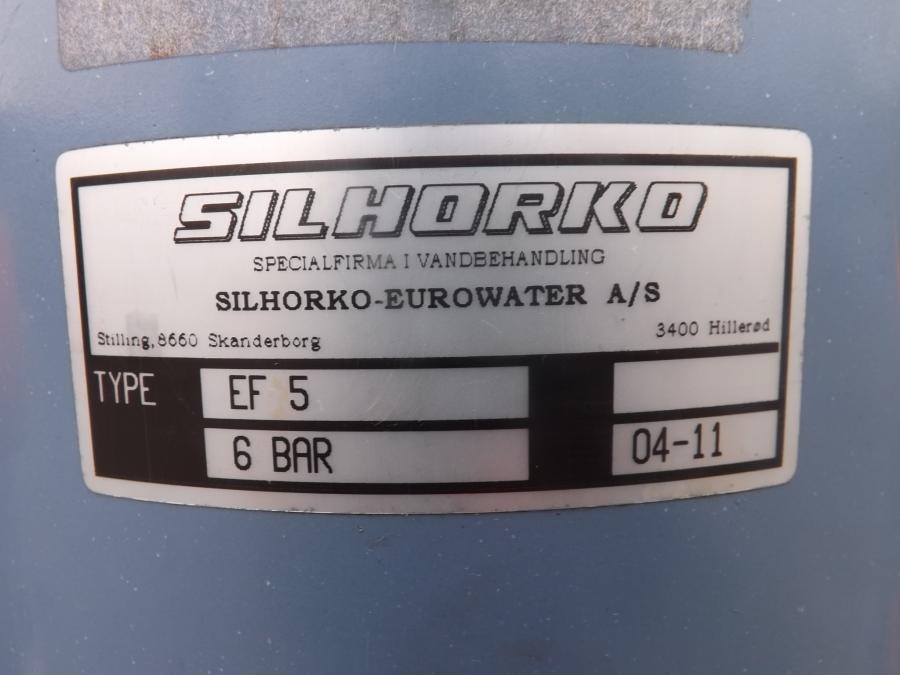 SILHORKO
SPECIALFIRMA I VANDBEHANDLING
SILHORKO-EUROWATER A/S
Stilling, 8660 Skanderborg 3400 Hillerød
TYPE EF 5
6 BAR 04-11